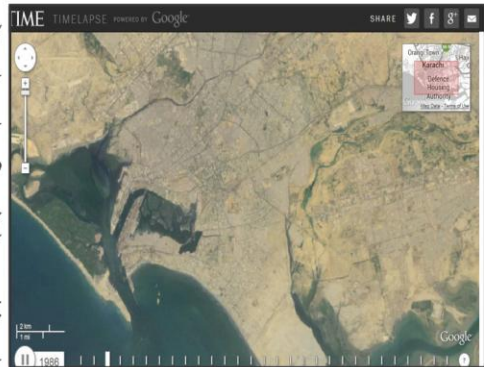 TIME TIMELAPSE POWERED BY Google SHARE
Orangi Town
Karachi
Defence
Housing
Authority
Map Data - Terms of Use
2 km
1 mi
Google
1986